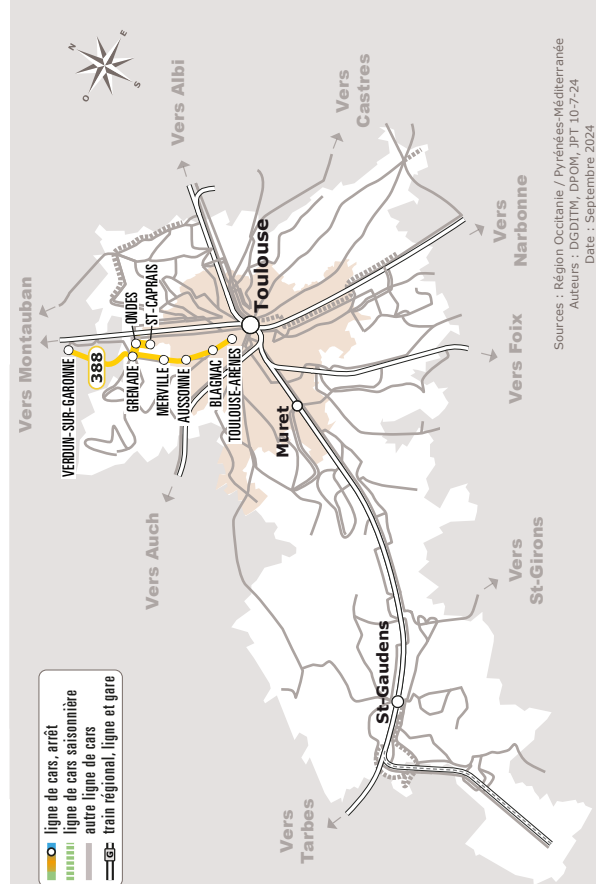 N
E
O
S
Vers Montauban
Vers Albi
Vers
Castres
Vers
Narbonne
Vers Foix
Vers
St-Girons
Vers
Tarbes
Vers Auch
VERDUN-SUR-GARONNE
388
GRENADE
ONDES
ST-CAPRAIS
MERVILLE
AUSSONNE
BLAGNAC
TOULOUSE-ARENES
Toulouse
Muret
St-Gaudens
ligne de cars, arrêt
ligne de cars saisonnière
autre ligne de cars
G train régional, ligne et gare
Sources : Région Occitanie / Pyrénées-Méditerranée
Auteurs : DGDITM, DPOM, JPT 10-7-24
Date : Septembre 2024